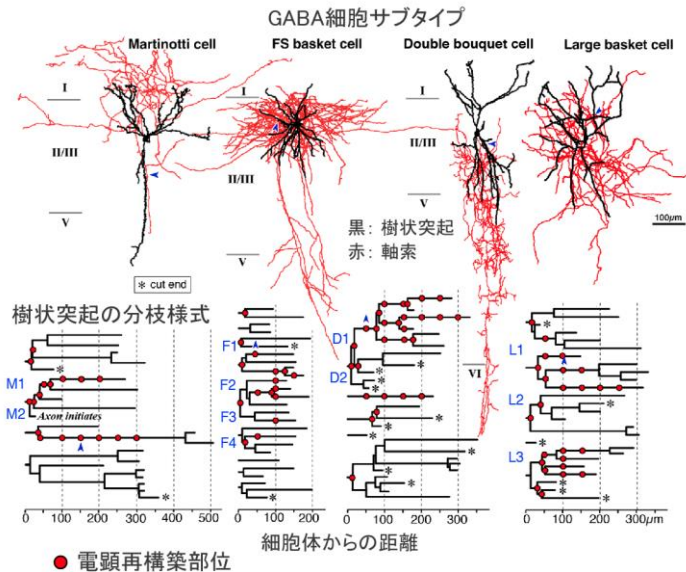 GABA細胞サブタイプ
Martinotti cell
FS basket cell
Double bouquet cell
Large basket cell
I
I
I
II/III
II/III
II/III
V
V
V
VI
黒: 樹状突起
赤: 軸索
100μm
* cut end
樹状突起の分枝様式
M1
M2
Axon initiates
*
*
0 100 200 300 400 500
F1
F2
F3
F4
*
*
0 100 200
D1
D2
*
*
*
*
*
*
*
*
*
0 100 200 300
L1
L2
L3
*
*
*
*
*
*
0 100 200 300μm
細胞体からの距離
電顕再構築部位